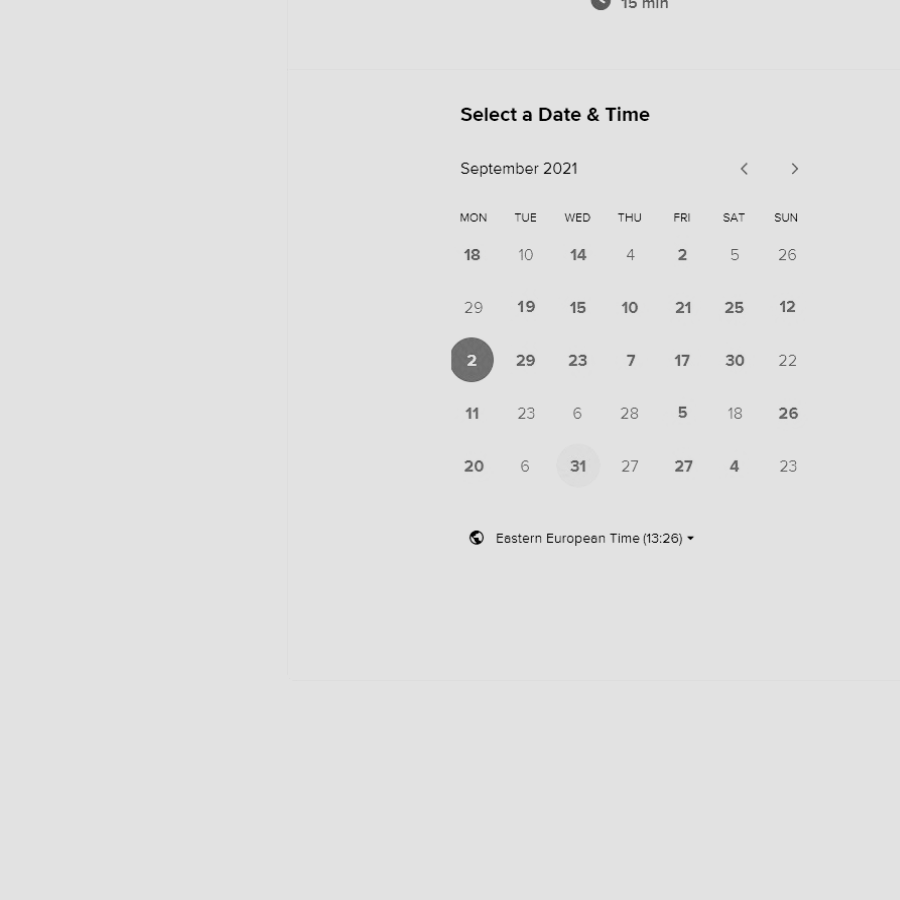 15 min
Select a Date & Time
September 2021
MON TUE WED THU FRI SAT SUN
18 10 14 4 2 5 26
29 19 15 10 21 25 12
2 29 23 7 17 30 22
11 23 6 28 5 18 26
20 6 31 27 27 4 23
Eastern European Time (13:26)